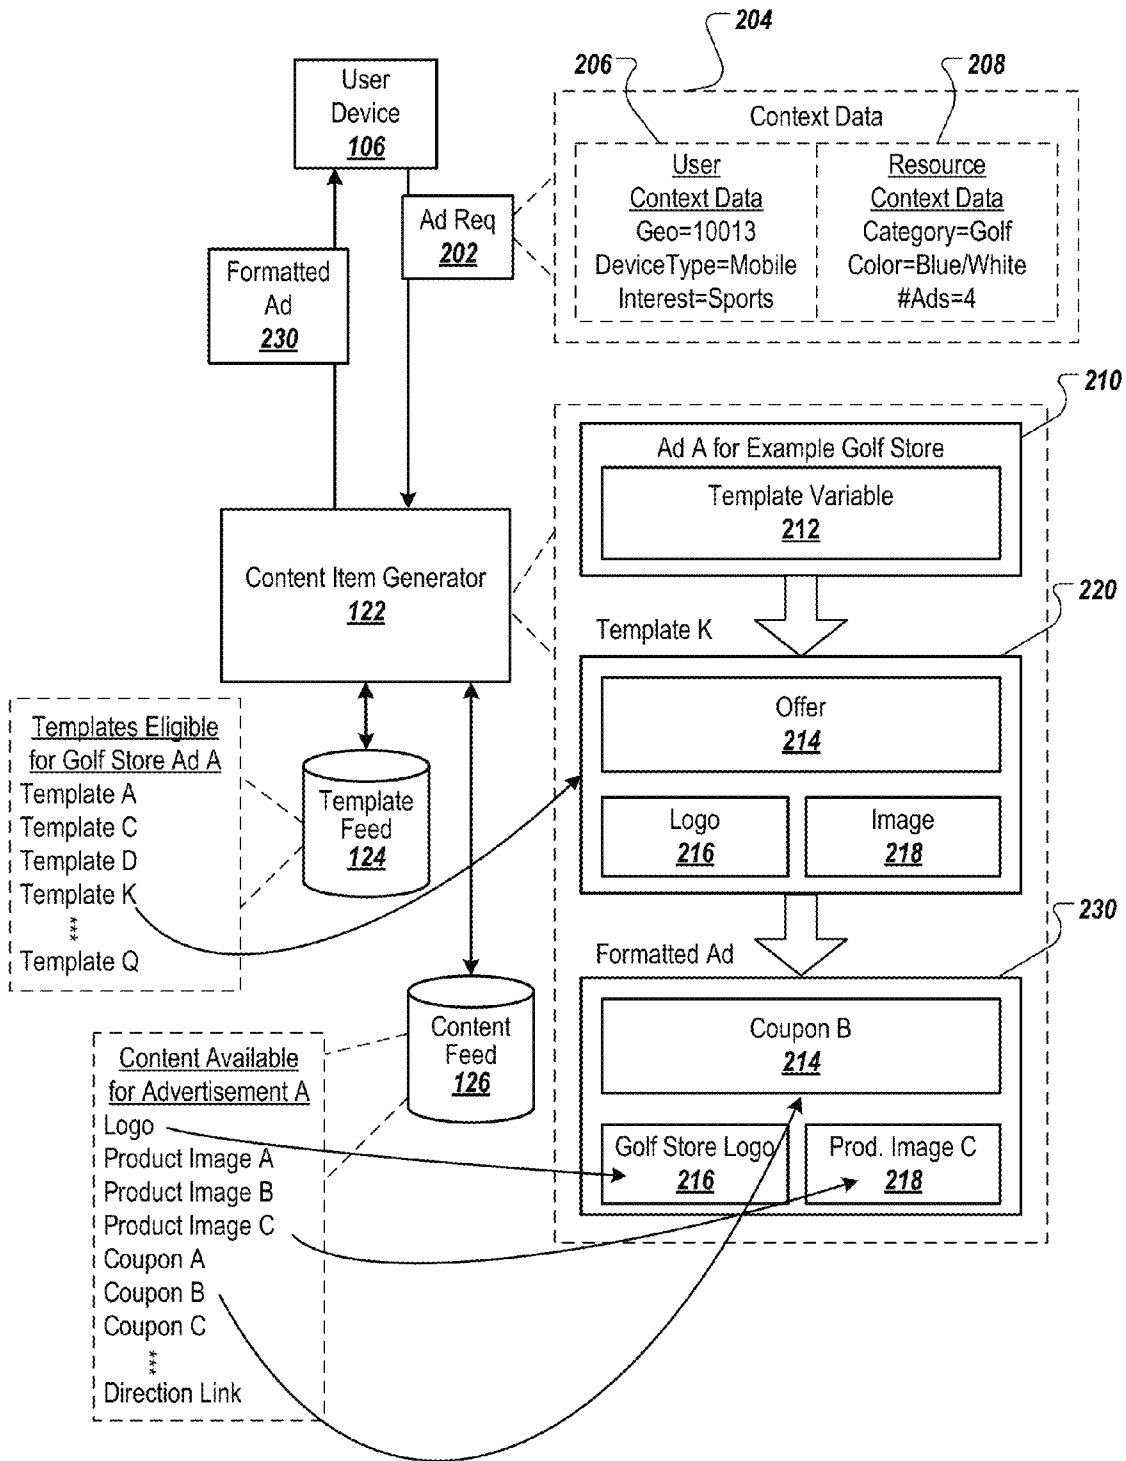 204
206
208
User
Device
106
Context Data
User
Context Data
Geo=10013
DeviceType=Mobile
Interest=Sports
Resource
Context Data
Category=Golf
Color=Blue/White
#Ads=4
Ad Req
202
Formatted
Ad
230
210
Ad A for Example Golf Store
Template Variable
212
Content Item Generator
122
220
Template K
Offer
214
Logo
216
Image
218
Templates Eligible
for Golf Store Ad A
Template A
Template C
Template D
Template K
***
Template Q
Template
Feed
124
230
Formatted Ad
Coupon B
214
Golf Store Logo
216
Prod. Image C
218
Content
Feed
126
Content Available
for Advertisement A
Logo
Product Image A
Product Image B
Product Image C
Coupon A
Coupon B
Coupon C
***
Direction Link